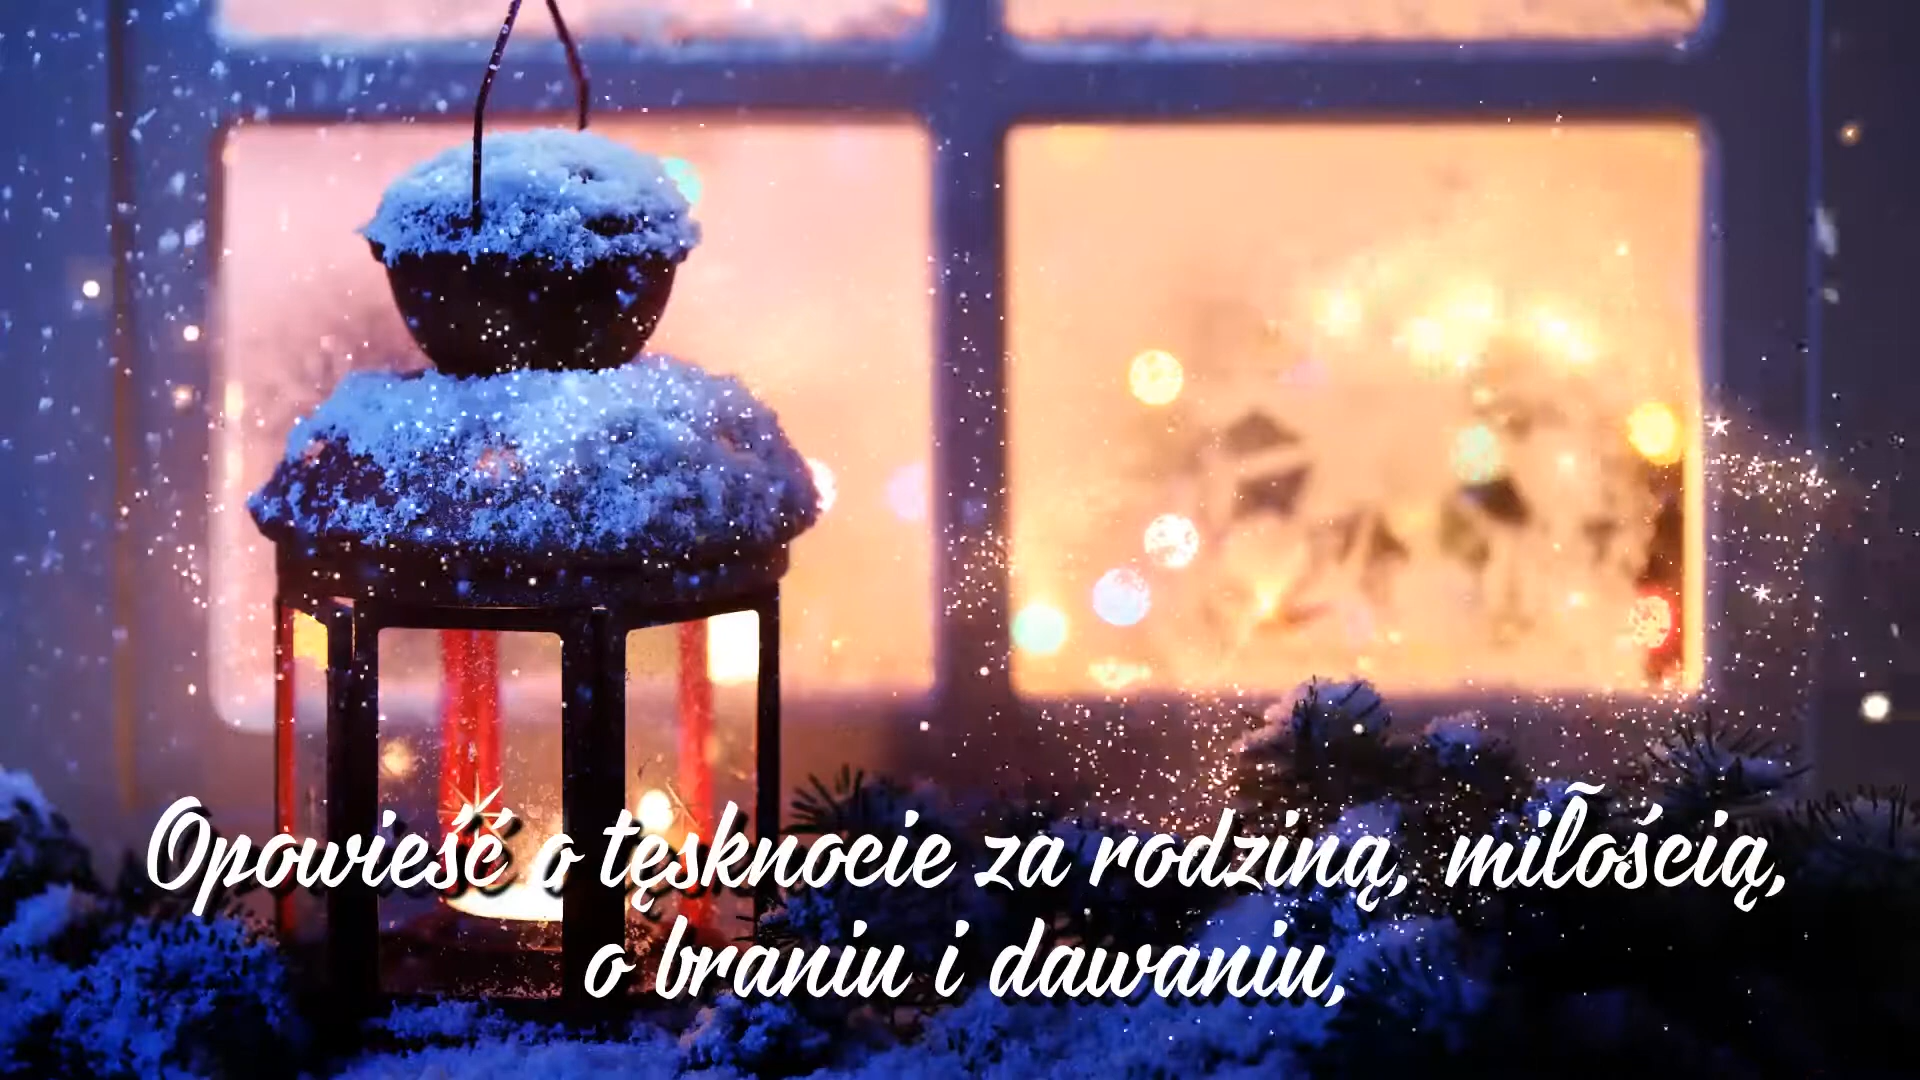 Opowieść o tęsknocie za rodziną, miłością,
o braniu i dawaniu,